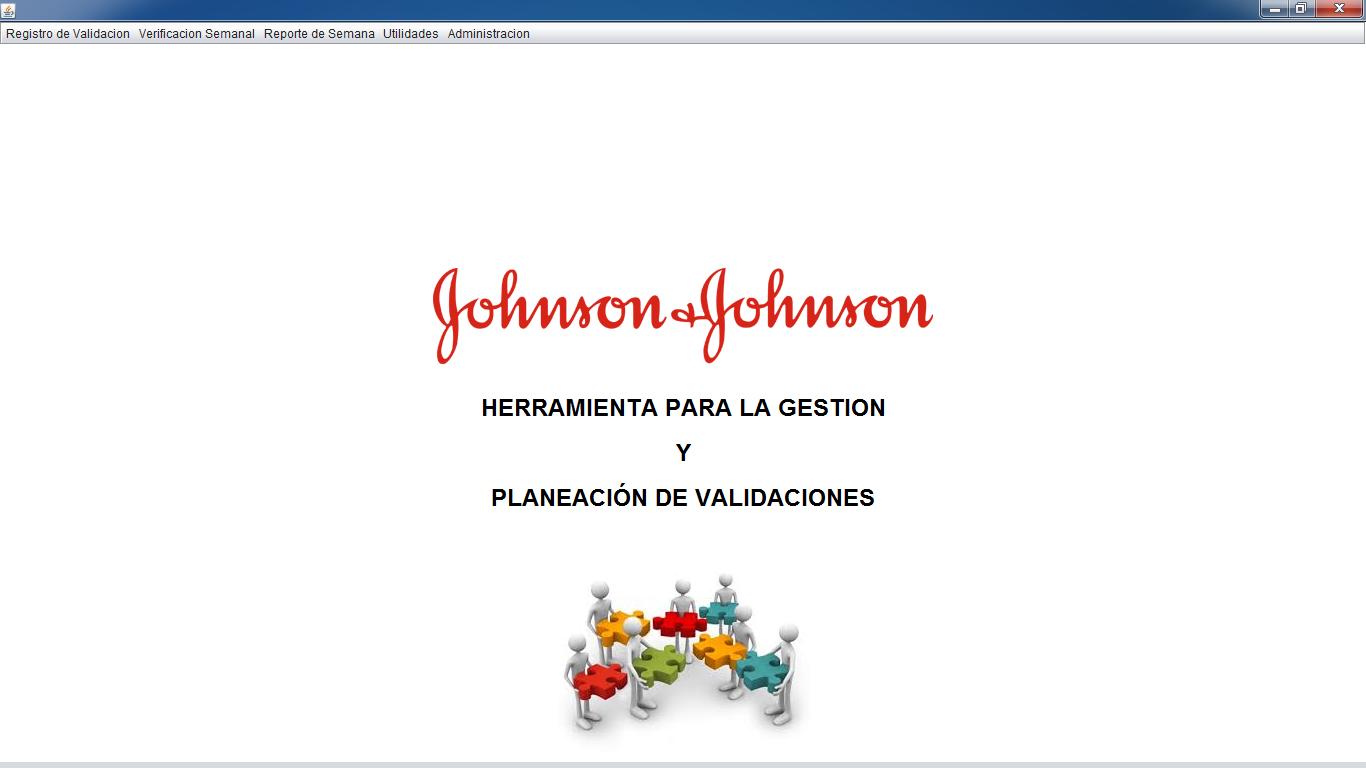 Registro de Validacion Verificacion Semanal Reporte de Semana Utilidades Administracion
Johnson & Johnson
HERRAMIENTA PARA LA GESTION
Y
PLANEACIÓN DE VALIDACIONES